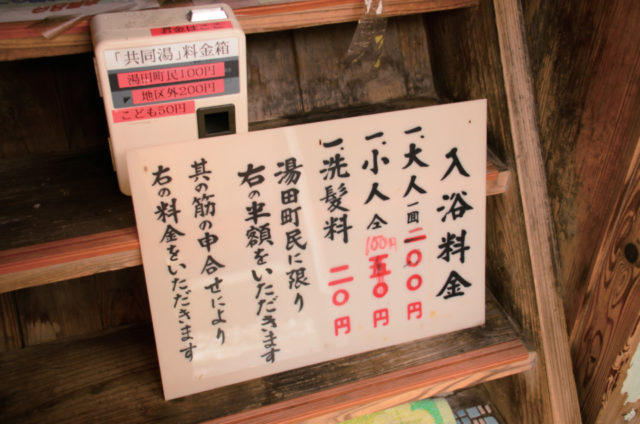 料金はここ
「共同湯」料金箱
湯田町民100円
地区外200円
こども50円
入浴料金
一、大人 一回 二〇〇円
一、小人 仝 五〇円
100円
一、洗髪料 二〇円
湯田町民に限り
右の半額をいただきます
其の筋の申合せにより
右の料金をいただきます